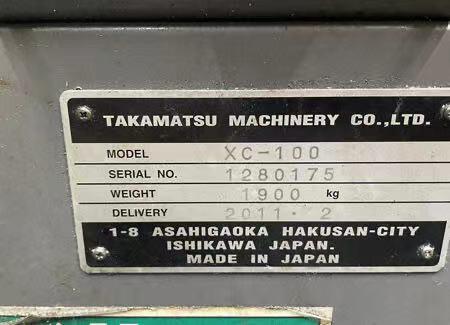 TAKAMATSU MACHINERY CO.,LTD.
MODEL XC-100
SERIAL NO. 1280175
WEIGHT 1900 kg
DELIVERY 2011. 2
1-8 ASAHIGAOKA HAKUSAN-CITY
ISHIKAWA JAPAN.
MADE IN JAPAN